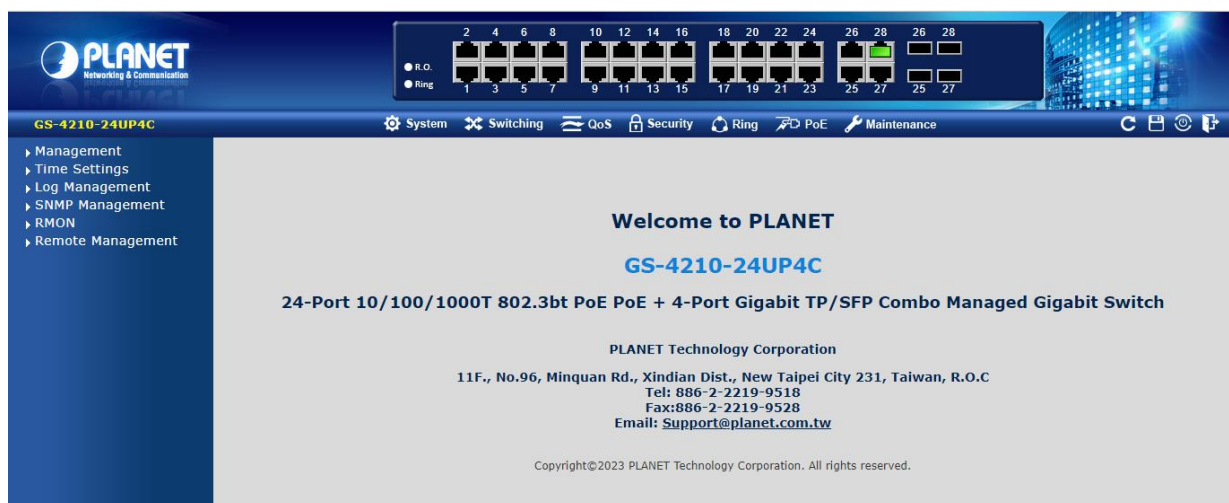 PLANET
Networking & Communication
2 4 6 8 10 12 14 16 18 20 22 24 26 28 26 28
R.O.
Ring
1 3 5 7 9 11 13 15 17 19 21 23 25 27 25 27
GS-4210-24UP4C
System Switching QoS Security Ring PoE Maintenance
Management
Time Settings
Log Management
SNMP Management
RMON
Remote Management
Welcome to PLANET
GS-4210-24UP4C
24-Port 10/100/1000T 802.3bt PoE PoE + 4-Port Gigabit TP/SFP Combo Managed Gigabit Switch
PLANET Technology Corporation
11F., No.96, Minquan Rd., Xindian Dist., New Taipei City 231, Taiwan, R.O.C
Tel: 886-2-2219-9518
Fax:886-2-2219-9528
Email: Support@planet.com.tw
Copyright©2023 PLANET Technology Corporation. All rights reserved.